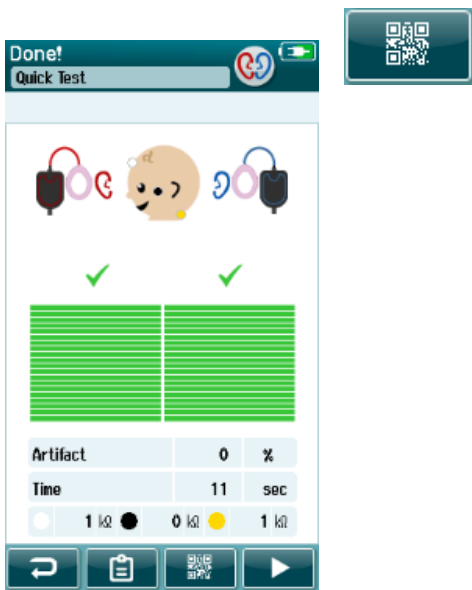 Done!
Quick Test
Artifact 0 %
Time 11 sec
1 kΩ 0 kΩ 1 kΩ